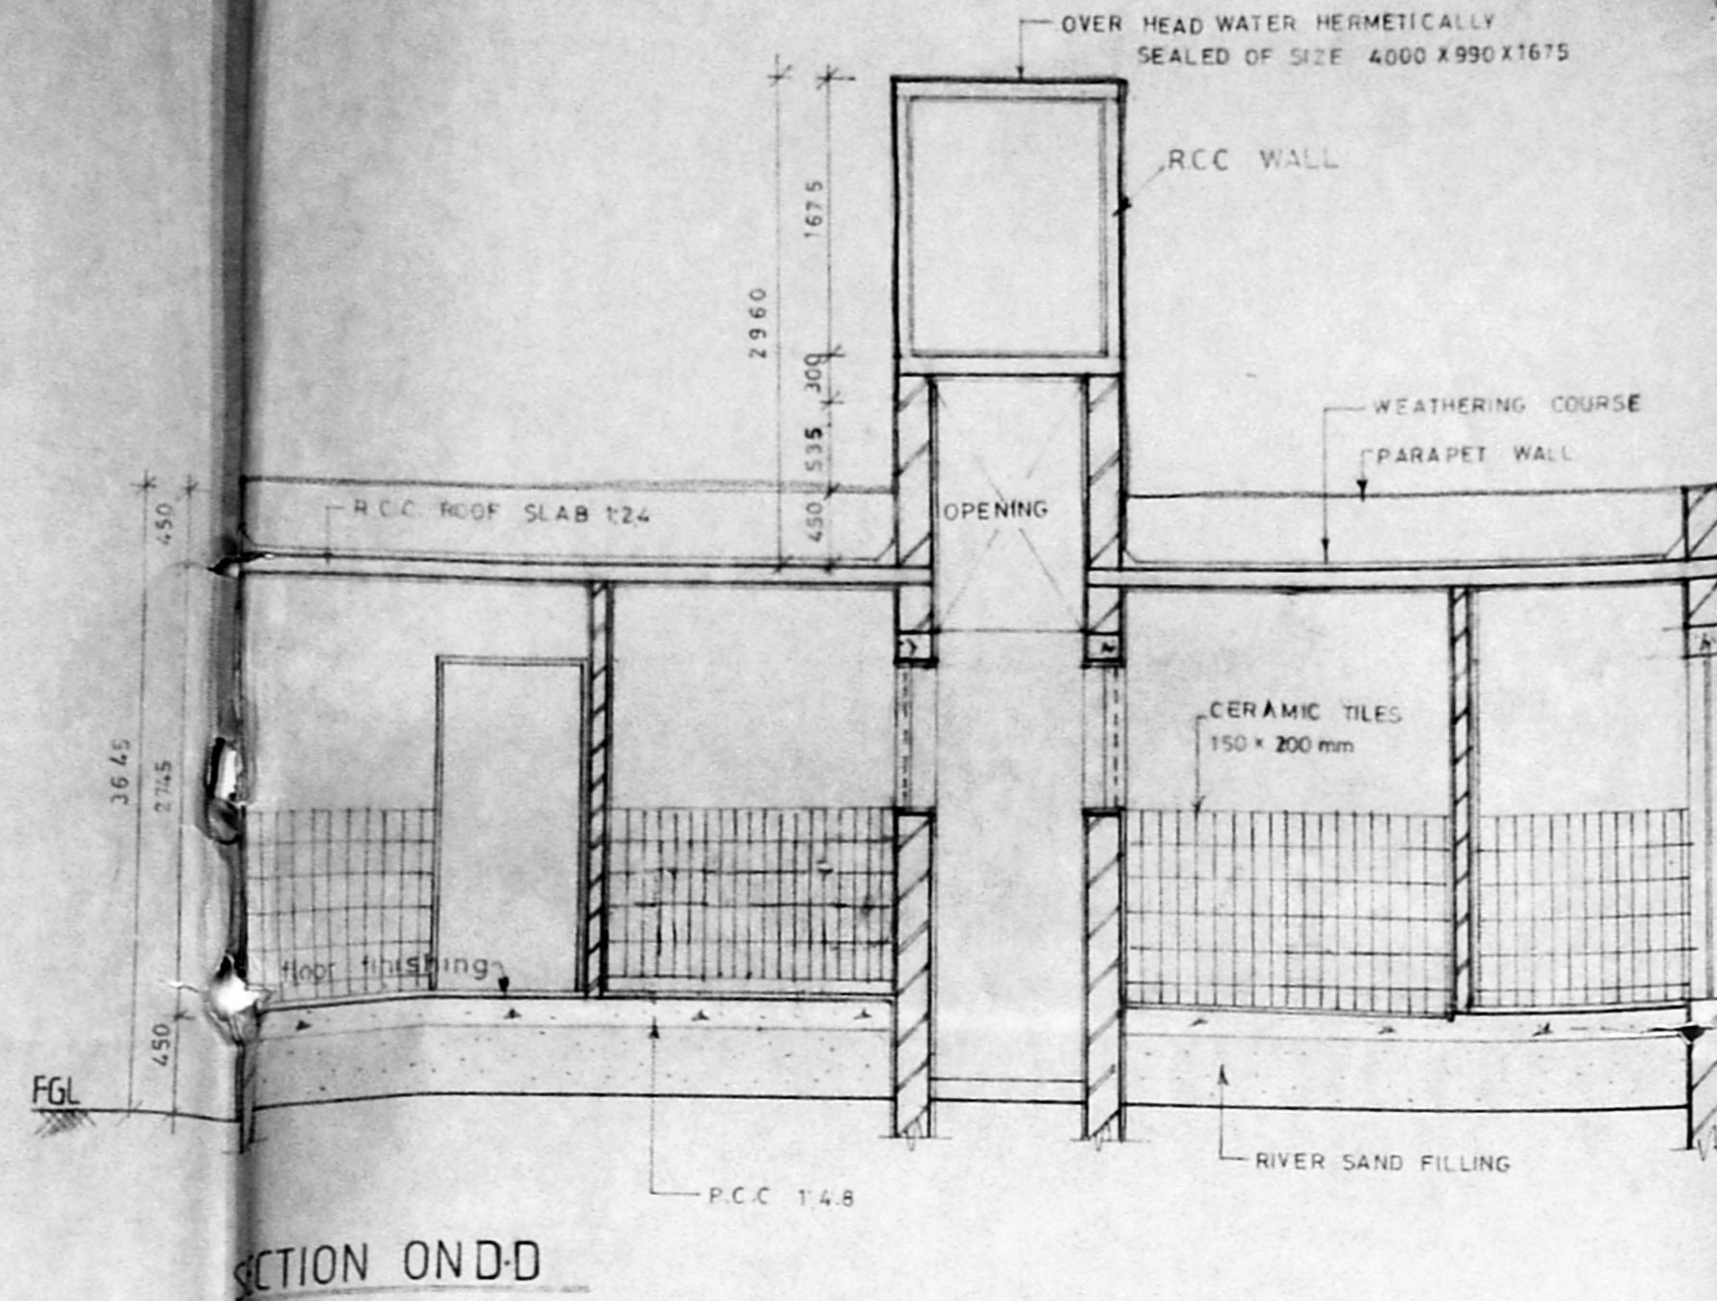 OVER HEAD WATER HERMETICALLY
SEALED OF SIZE 4000 X 990 X 1675
R.C.C WALL
1675
2960
300
535
450
WEATHERING COURSE
PARAPET WALL
R.C.C. ROOF SLAB 1:2:4
OPENING
450
CERAMIC TILES
150 × 200 mm
3645
2745
floor finishing
450
FGL
RIVER SAND FILLING
P.C.C 1:4:8
SECTION ON D-D